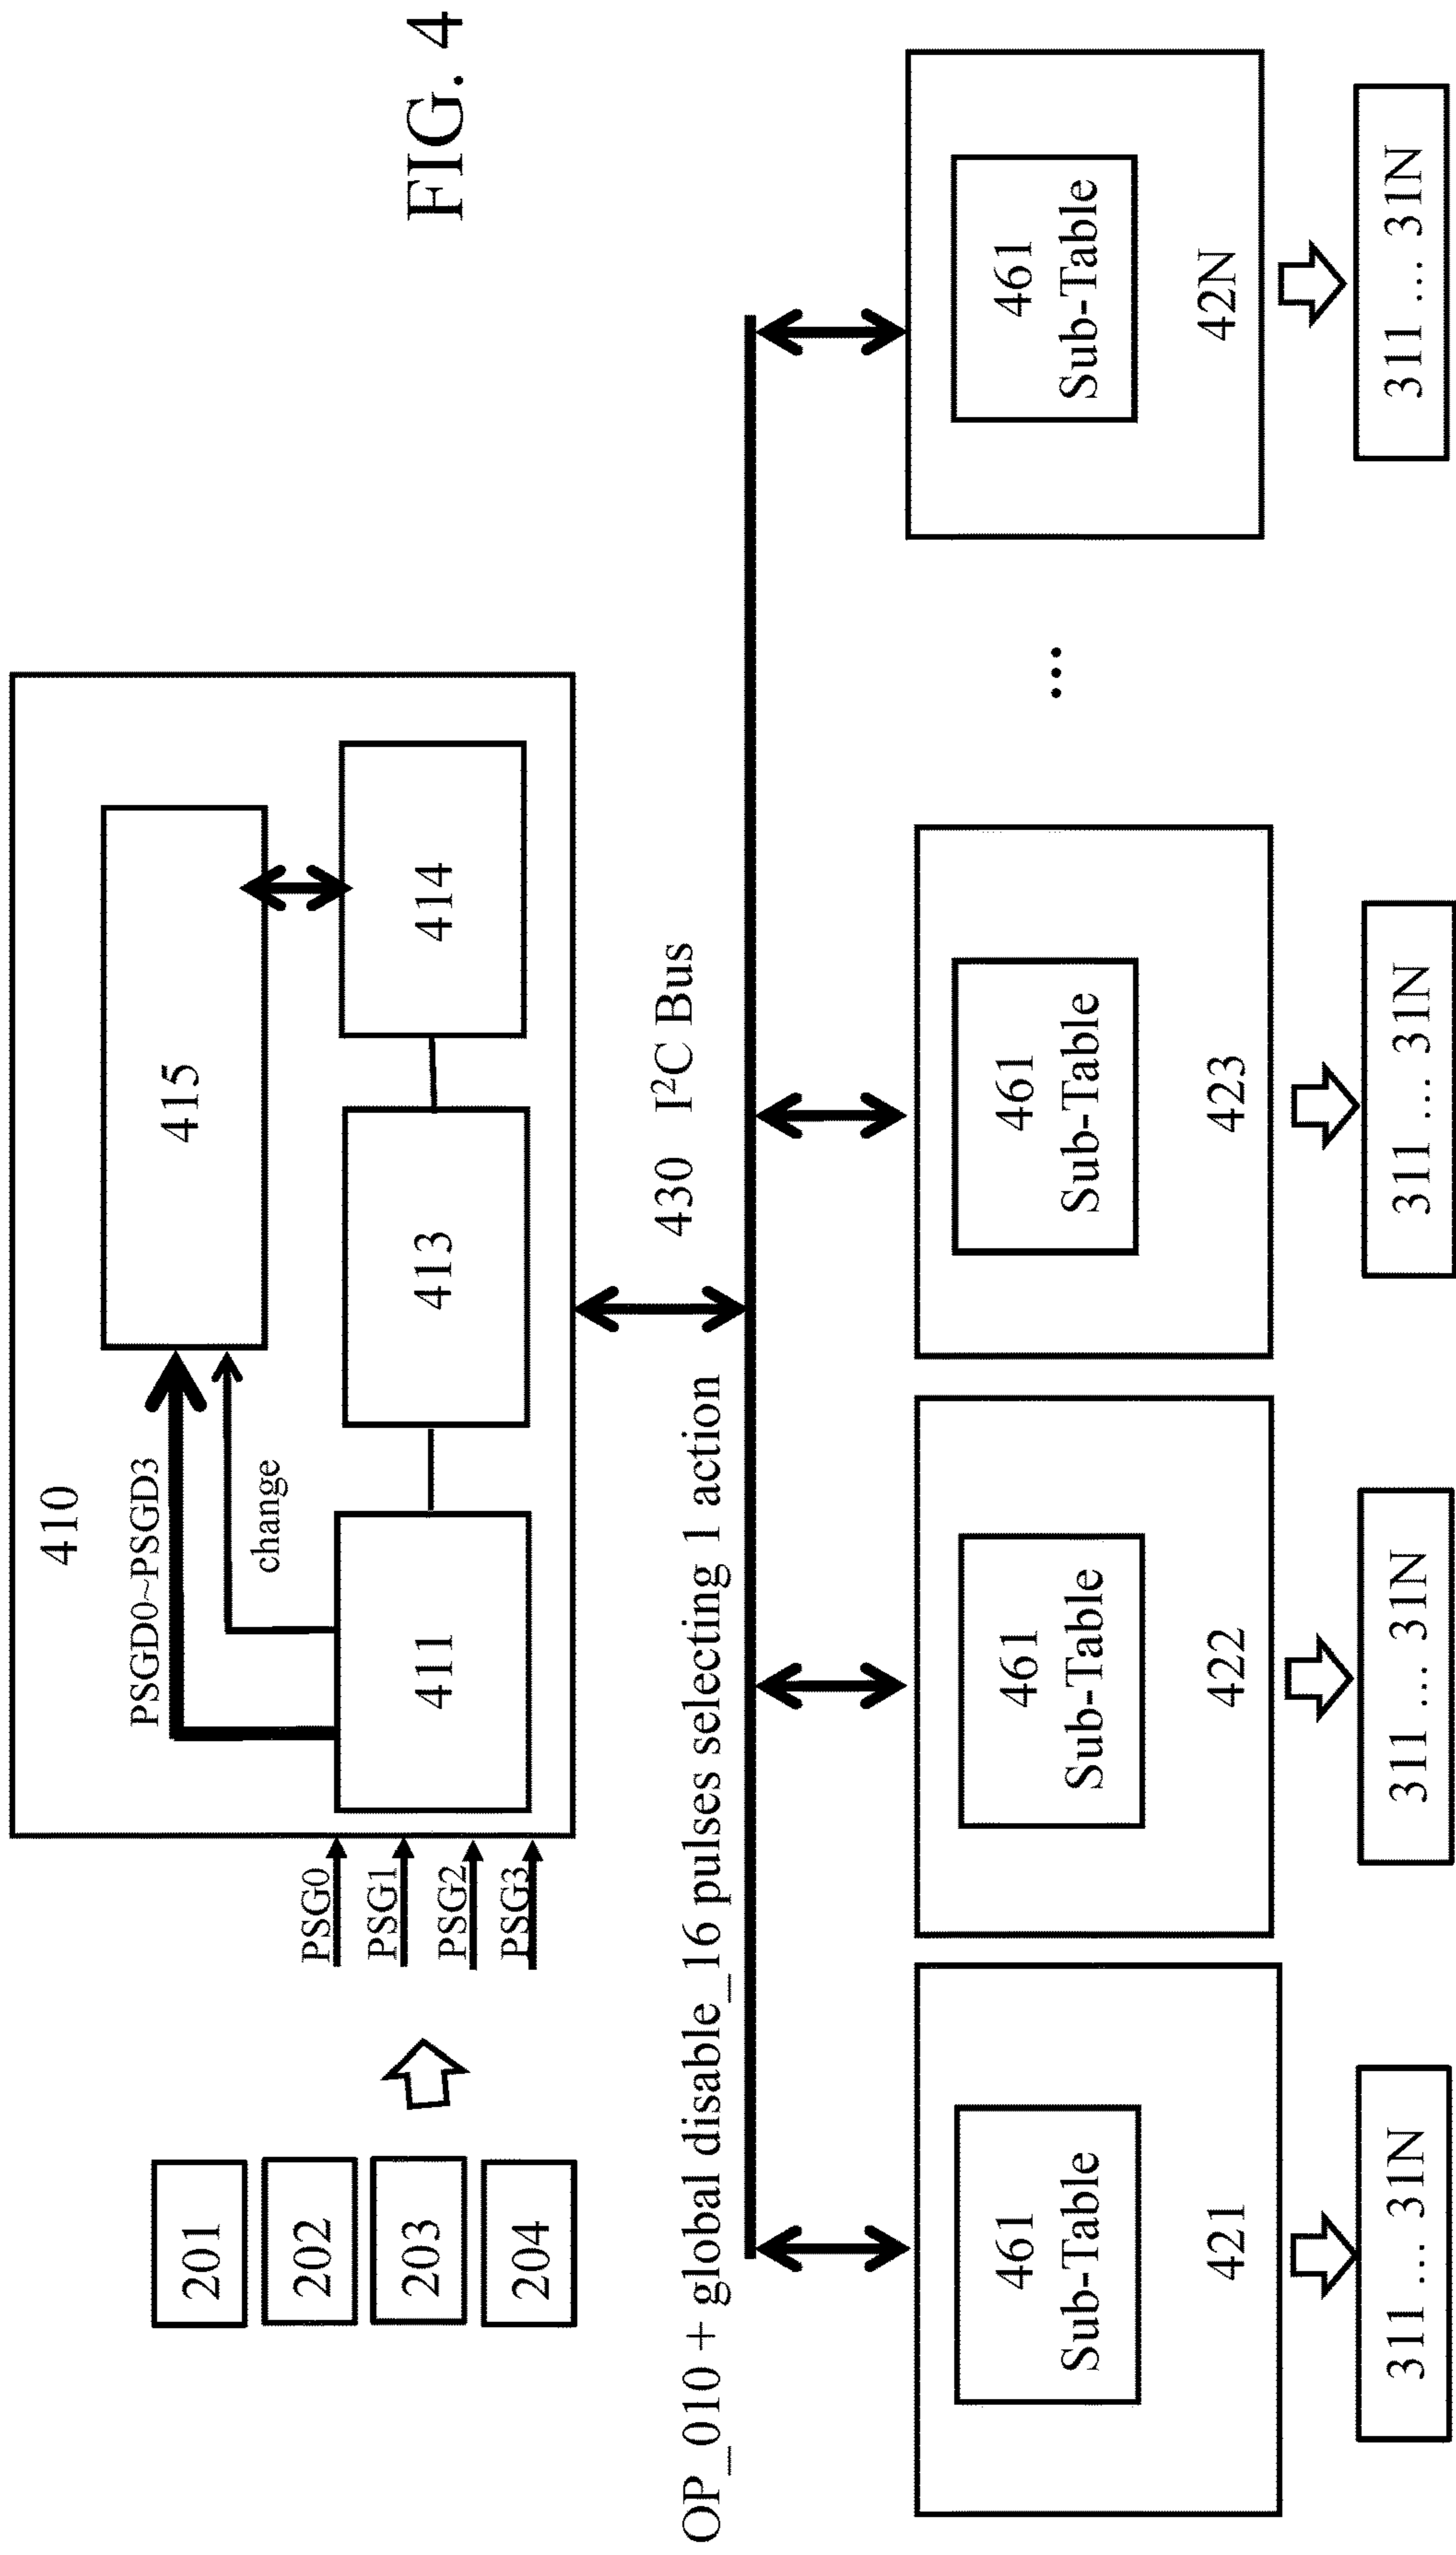 410
415
PSGD0~PSGD3
change
411
413
414
PSG0
PSG1
PSG2
PSG3
201
202
203
204
FIG. 4
OP_010 + global disable_16 pulses selecting 1 action
430 I²C Bus
461
Sub-Table
421
461
Sub-Table
422
461
Sub-Table
423
...
461
Sub-Table
42N
311 ... 31N
311 ... 31N
311 ... 31N
311 ... 31N